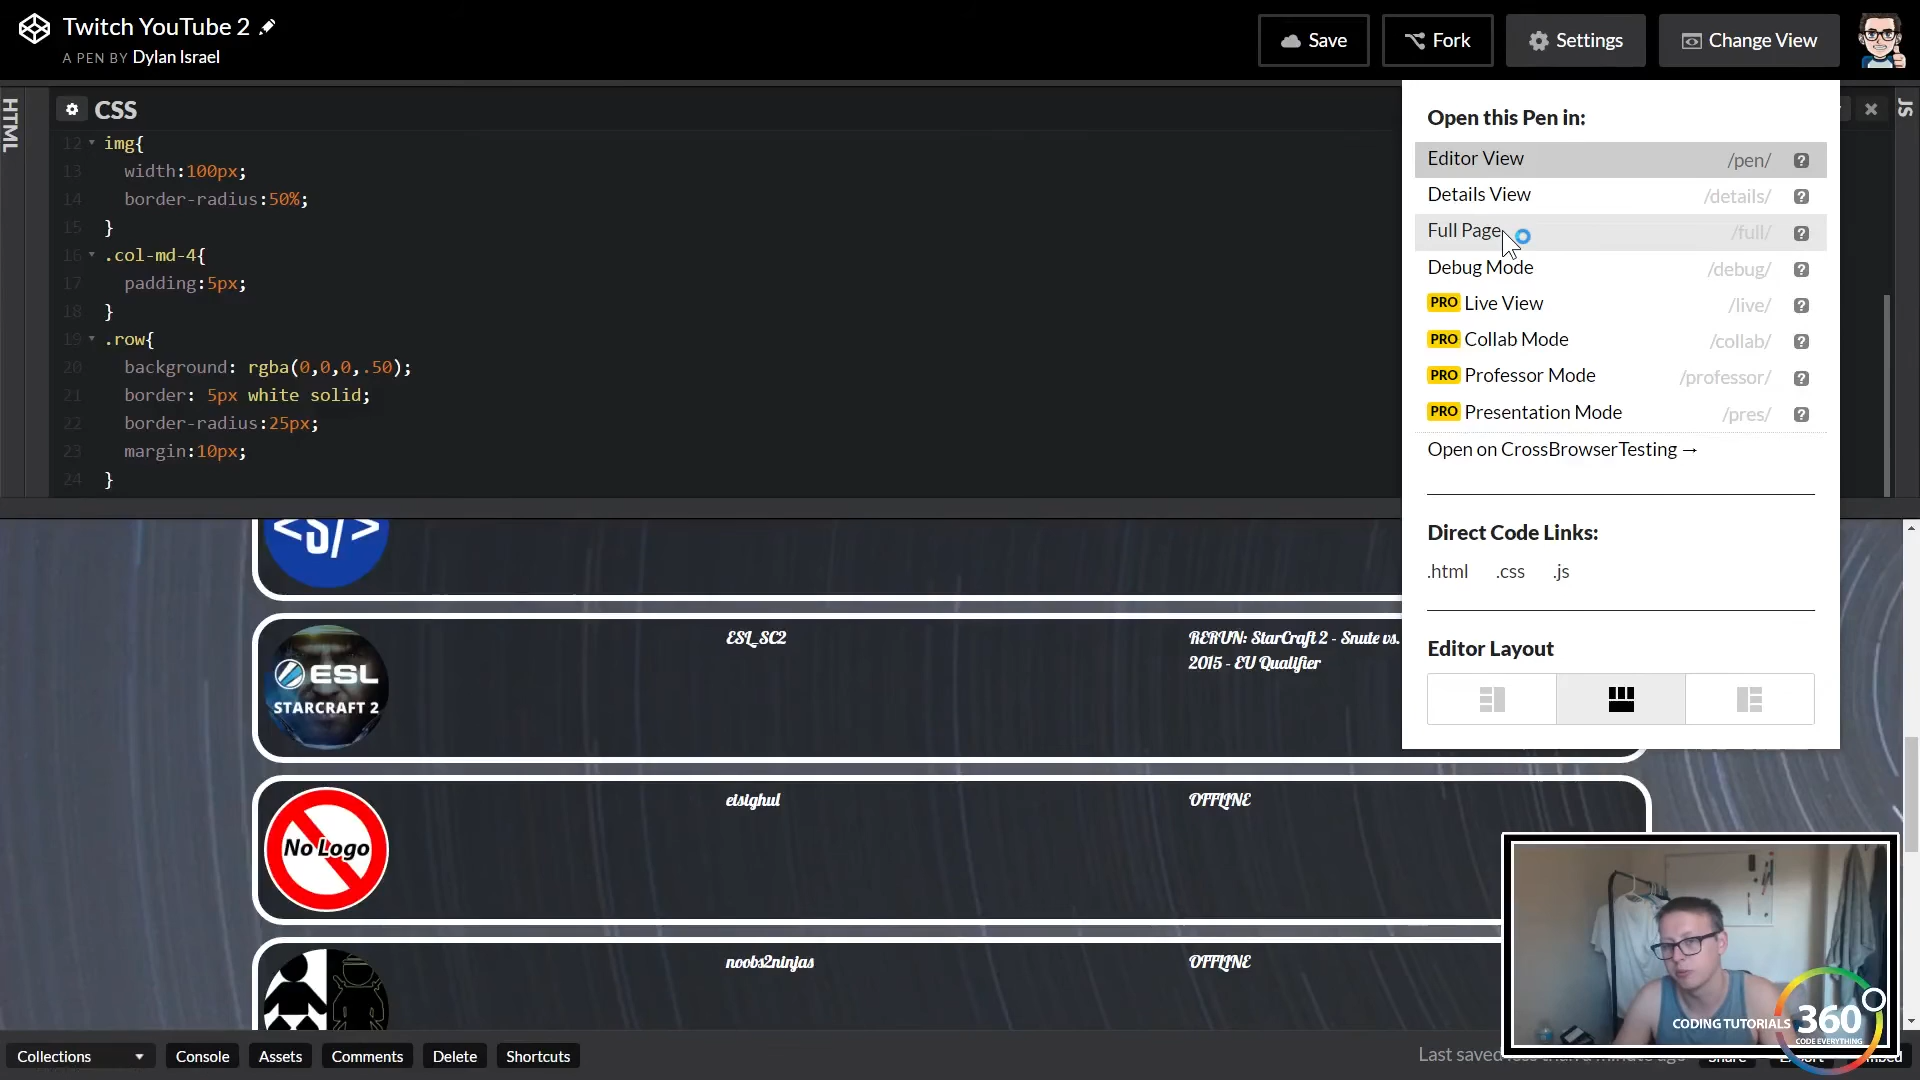 Twitch YouTube 2
A PEN BY Dylan Israel
Save
Fork
Settings
Change View
HTML
CSS
JS
12 img{
13 width:100px;
14 border-radius:50%;
15 }
16 .col-md-4{
17 padding:5px;
18 }
19 .row{
20 background: rgba(0,0,0,.50);
21 border: 5px white solid;
22 border-radius:25px;
23 margin:10px;
24 }
Open this Pen in:
Editor View /pen/ ?
Details View /details/ ?
Full Page /full/ ?
Debug Mode /debug/ ?
PRO Live View /live/ ?
PRO Collab Mode /collab/ ?
PRO Professor Mode /professor/ ?
PRO Presentation Mode /pres/ ?
Open on CrossBrowserTesting →
Direct Code Links:
.html .css .js
Editor Layout
ESL
STARCRAFT 2
ESL_SC2
RERUN: StarCraft 2 - Snute vs.
2015 - EU Qualifier
No Logo
eisighul
OFFLINE
noobs2ninjas
OFFLINE
CODING TUTORIALS 360
CODE EVERYTHING
Collections
Console
Assets
Comments
Delete
Shortcuts
Last saved less than a minute ago